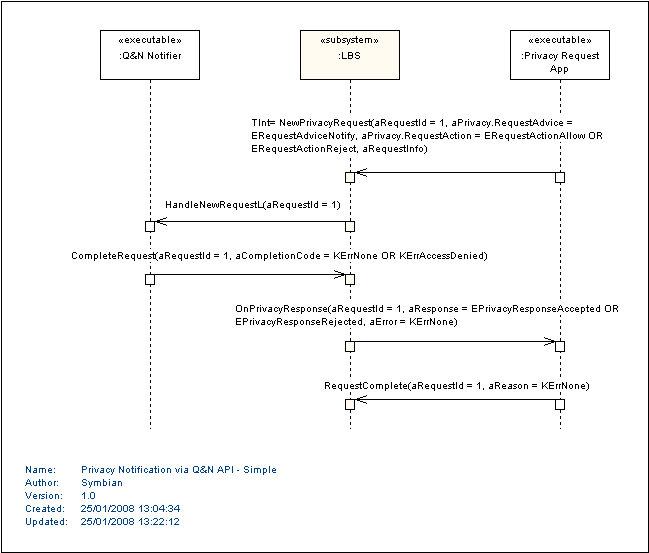 «executable»
:Q&N Notifier
«subsystem»
:LBS
«executable»
:Privacy Request
App
TInt= NewPrivacyRequest(aRequestId = 1, aPrivacy.RequestAdvice =
ERequestAdviceNotify, aPrivacy.RequestAction = ERequestActionAllow OR
ERequestActionReject, aRequestInfo)
HandleNewRequestL(aRequestId = 1)
CompleteRequest(aRequestId = 1, aCompletionCode = KErrNone OR KErrAccessDenied)
OnPrivacyResponse(aRequestId = 1, aResponse = EPrivacyResponseAccepted OR
EPrivacyResponseRejected, aError = KErrNone)
RequestComplete(aRequestId = 1, aReason = KErrNone)
Name: Privacy Notification via Q&N API - Simple
Author: Symbian
Version: 1.0
Created: 25/01/2008 13:04:34
Updated: 25/01/2008 13:22:12